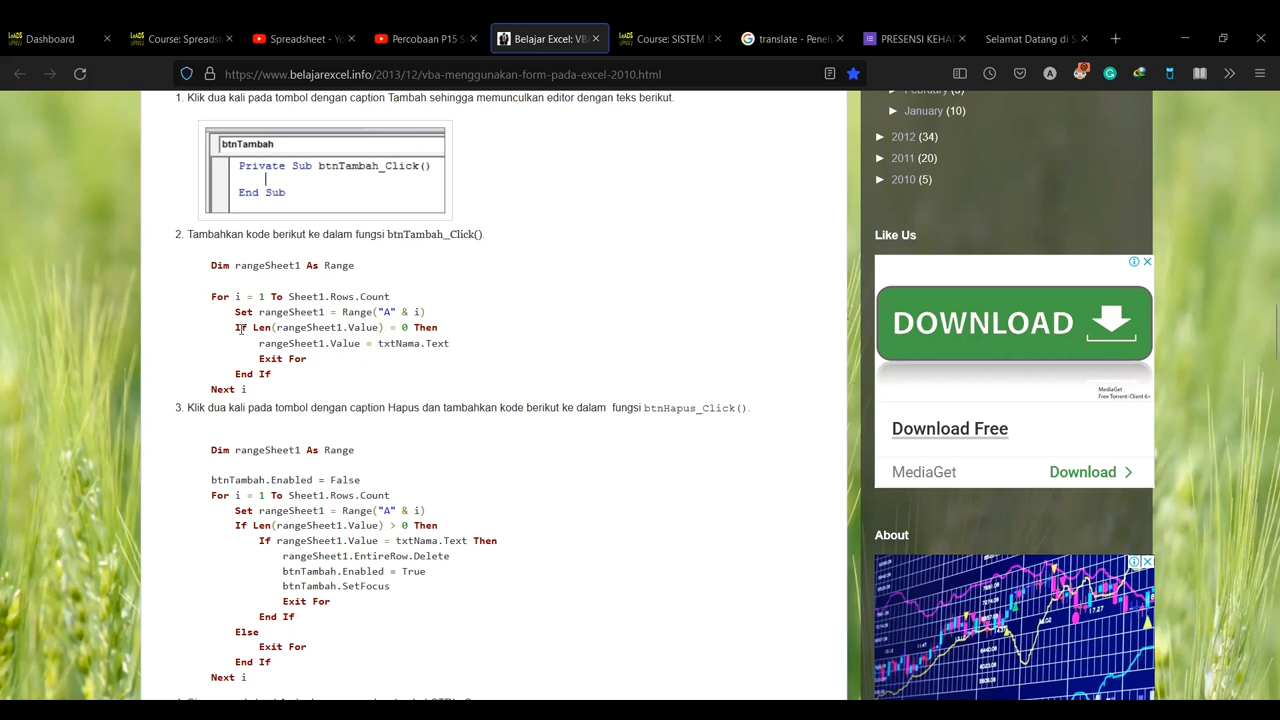 Dashboard
Course: Spreads
Spreadsheet - Yo
Percobaan P15 S
Belajar Excel: VB
Course: SISTEM B
translate - Penel
PRESENSI KEHA
Selamat Datang di S
https://www.belajarexcel.info/2013/12/vba-menggunakan-form-pada-excel-2010.html
1. Klik dua kali pada tombol dengan caption Tambah sehingga memunculkan editor dengan teks berikut.
btnTambah
Private Sub btnTambah_Click()
End Sub
2. Tambahkan kode berikut ke dalam fungsi btnTambah_Click().
Dim rangeSheet1 As Range
For i = 1 To Sheet1.Rows.Count
Set rangeSheet1 = Range("A" & i)
If Len(rangeSheet1.Value) = 0 Then
rangeSheet1.Value = txtNama.Text
Exit For
End If
Next i
3. Klik dua kali pada tombol dengan caption Hapus dan tambahkan kode berikut ke dalam fungsi btnHapus_Click().
Dim rangeSheet1 As Range
btnTambah.Enabled = False
For i = 1 To Sheet1.Rows.Count
Set rangeSheet1 = Range("A" & i)
If Len(rangeSheet1.Value) > 0 Then
If rangeSheet1.Value = txtNama.Text Then
rangeSheet1.EntireRow.Delete
btnTambah.Enabled = True
btnTambah.SetFocus
Exit For
End If
Else
Exit For
End If
Next i
January (10)
2012 (34)
2011 (20)
2010 (5)
Like Us
DOWNLOAD
MediaGet
Free Torrent-Client 6+
Download Free
MediaGet
Download
About